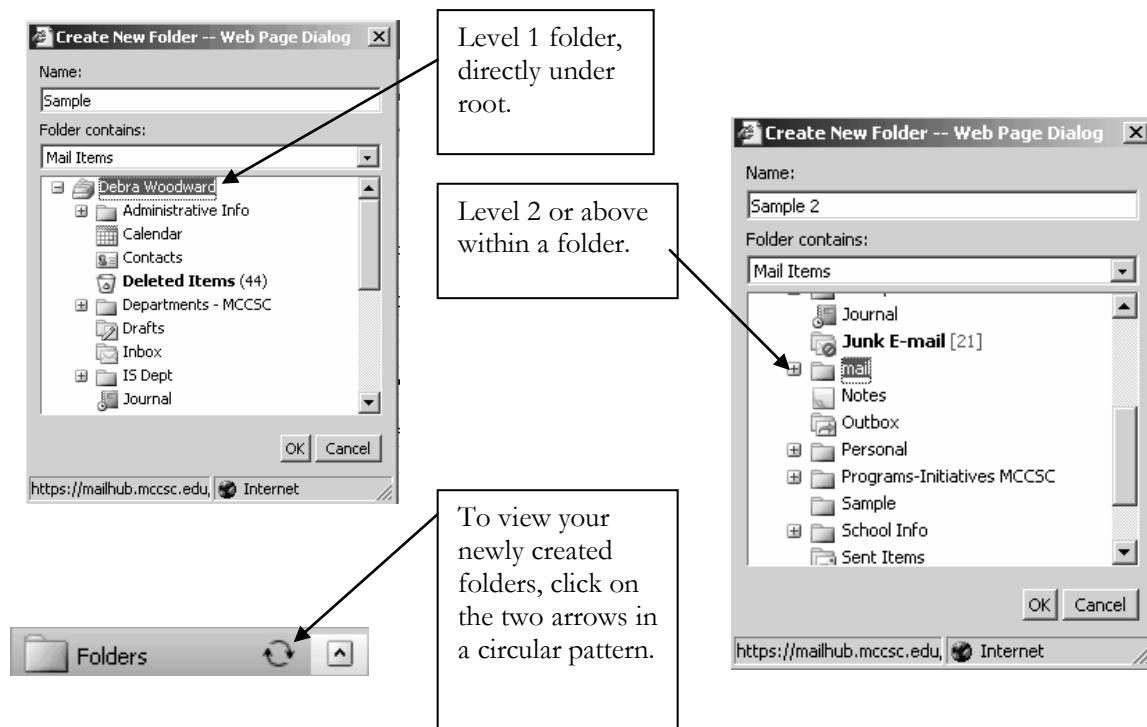 Create New Folder -- Web Page Dialog
Name:
Sample
Folder contains:
Mail Items
Debra Woodward
Administrative Info
Calendar
Contacts
Deleted Items (44)
Departments - MCCSC
Drafts
Inbox
IS Dept
Journal
OK Cancel
https://mailhub.mccsc.edu, Internet
Level 1 folder,
directly under
root.
Level 2 or above
within a folder.
Create New Folder -- Web Page Dialog
Name:
Sample 2
Folder contains:
Mail Items
Journal
Junk E-mail [21]
mail
Notes
Outbox
Personal
Programs-Initiatives MCCSC
Sample
School Info
Sent Items
OK Cancel
https://mailhub.mccsc.edu, Internet
To view your
newly created
folders, click on
the two arrows in
a circular pattern.
Folders